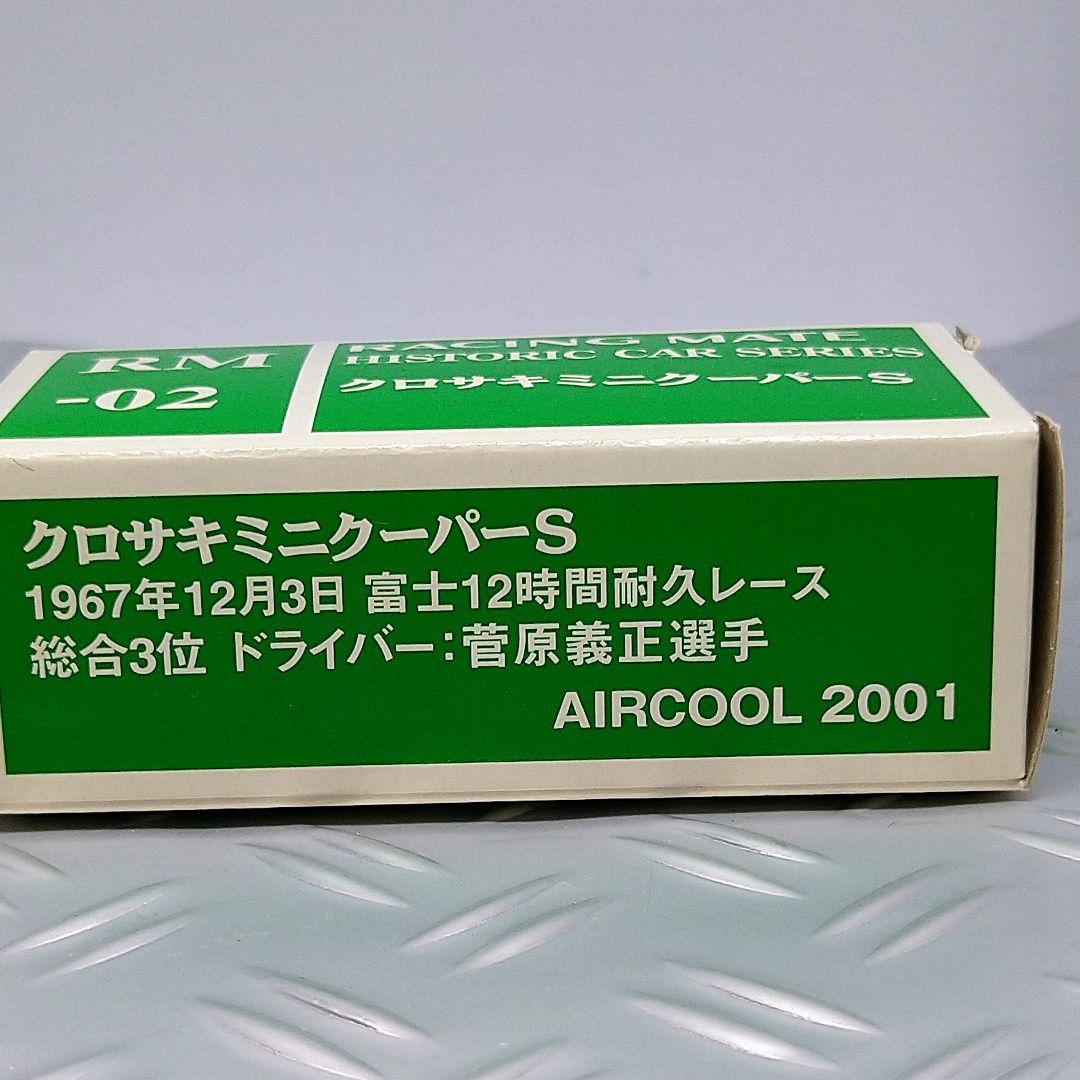 RM
-02
RACING MATE
HISTORIC CAR SERIES
クロサキミニクーパーS
クロサキミニクーパーS
1967年12月3日 富士12時間耐久レース
総合3位 ドライバー:菅原義正選手
AIRCOOL 2001